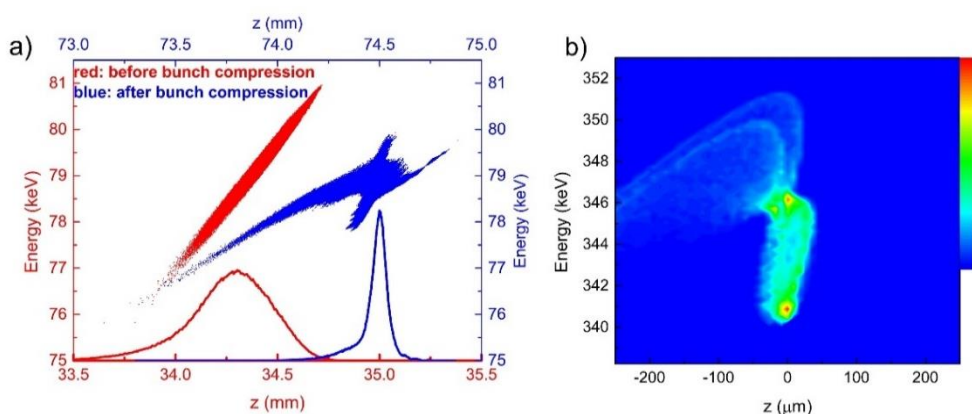 a)
z (mm)
73.0 73.5 74.0 74.5 75.0
red: before bunch compression
blue: after bunch compression
81
80
79
78
77
76
75
Energy (keV)
81
80
79
78
77
76
75
Energy (keV)
33.5 34.0 34.5 35.0 35.5
z (mm)
b)
352
350
348
346
344
342
340
Energy (keV)
-200 -100 0 100 200
z (μm)